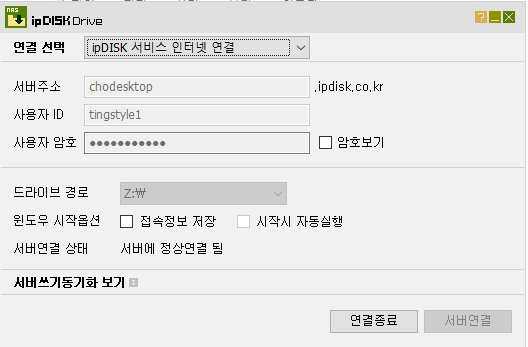 NAS ipDISK Drive
연결 선택 ipDISK 서비스 인터넷 연결
서버주소 chodesktop .ipdisk.co.kr
사용자 ID tingstyle1
사용자 암호 ●●●●●●●●●●● 암호보기
드라이브 경로 Z:₩
윈도우 시작옵션 접속정보 저장 시작시 자동실행
서버연결 상태 서버에 정상연결 됨
서버쓰기동기화 보기
연결종료 서버연결